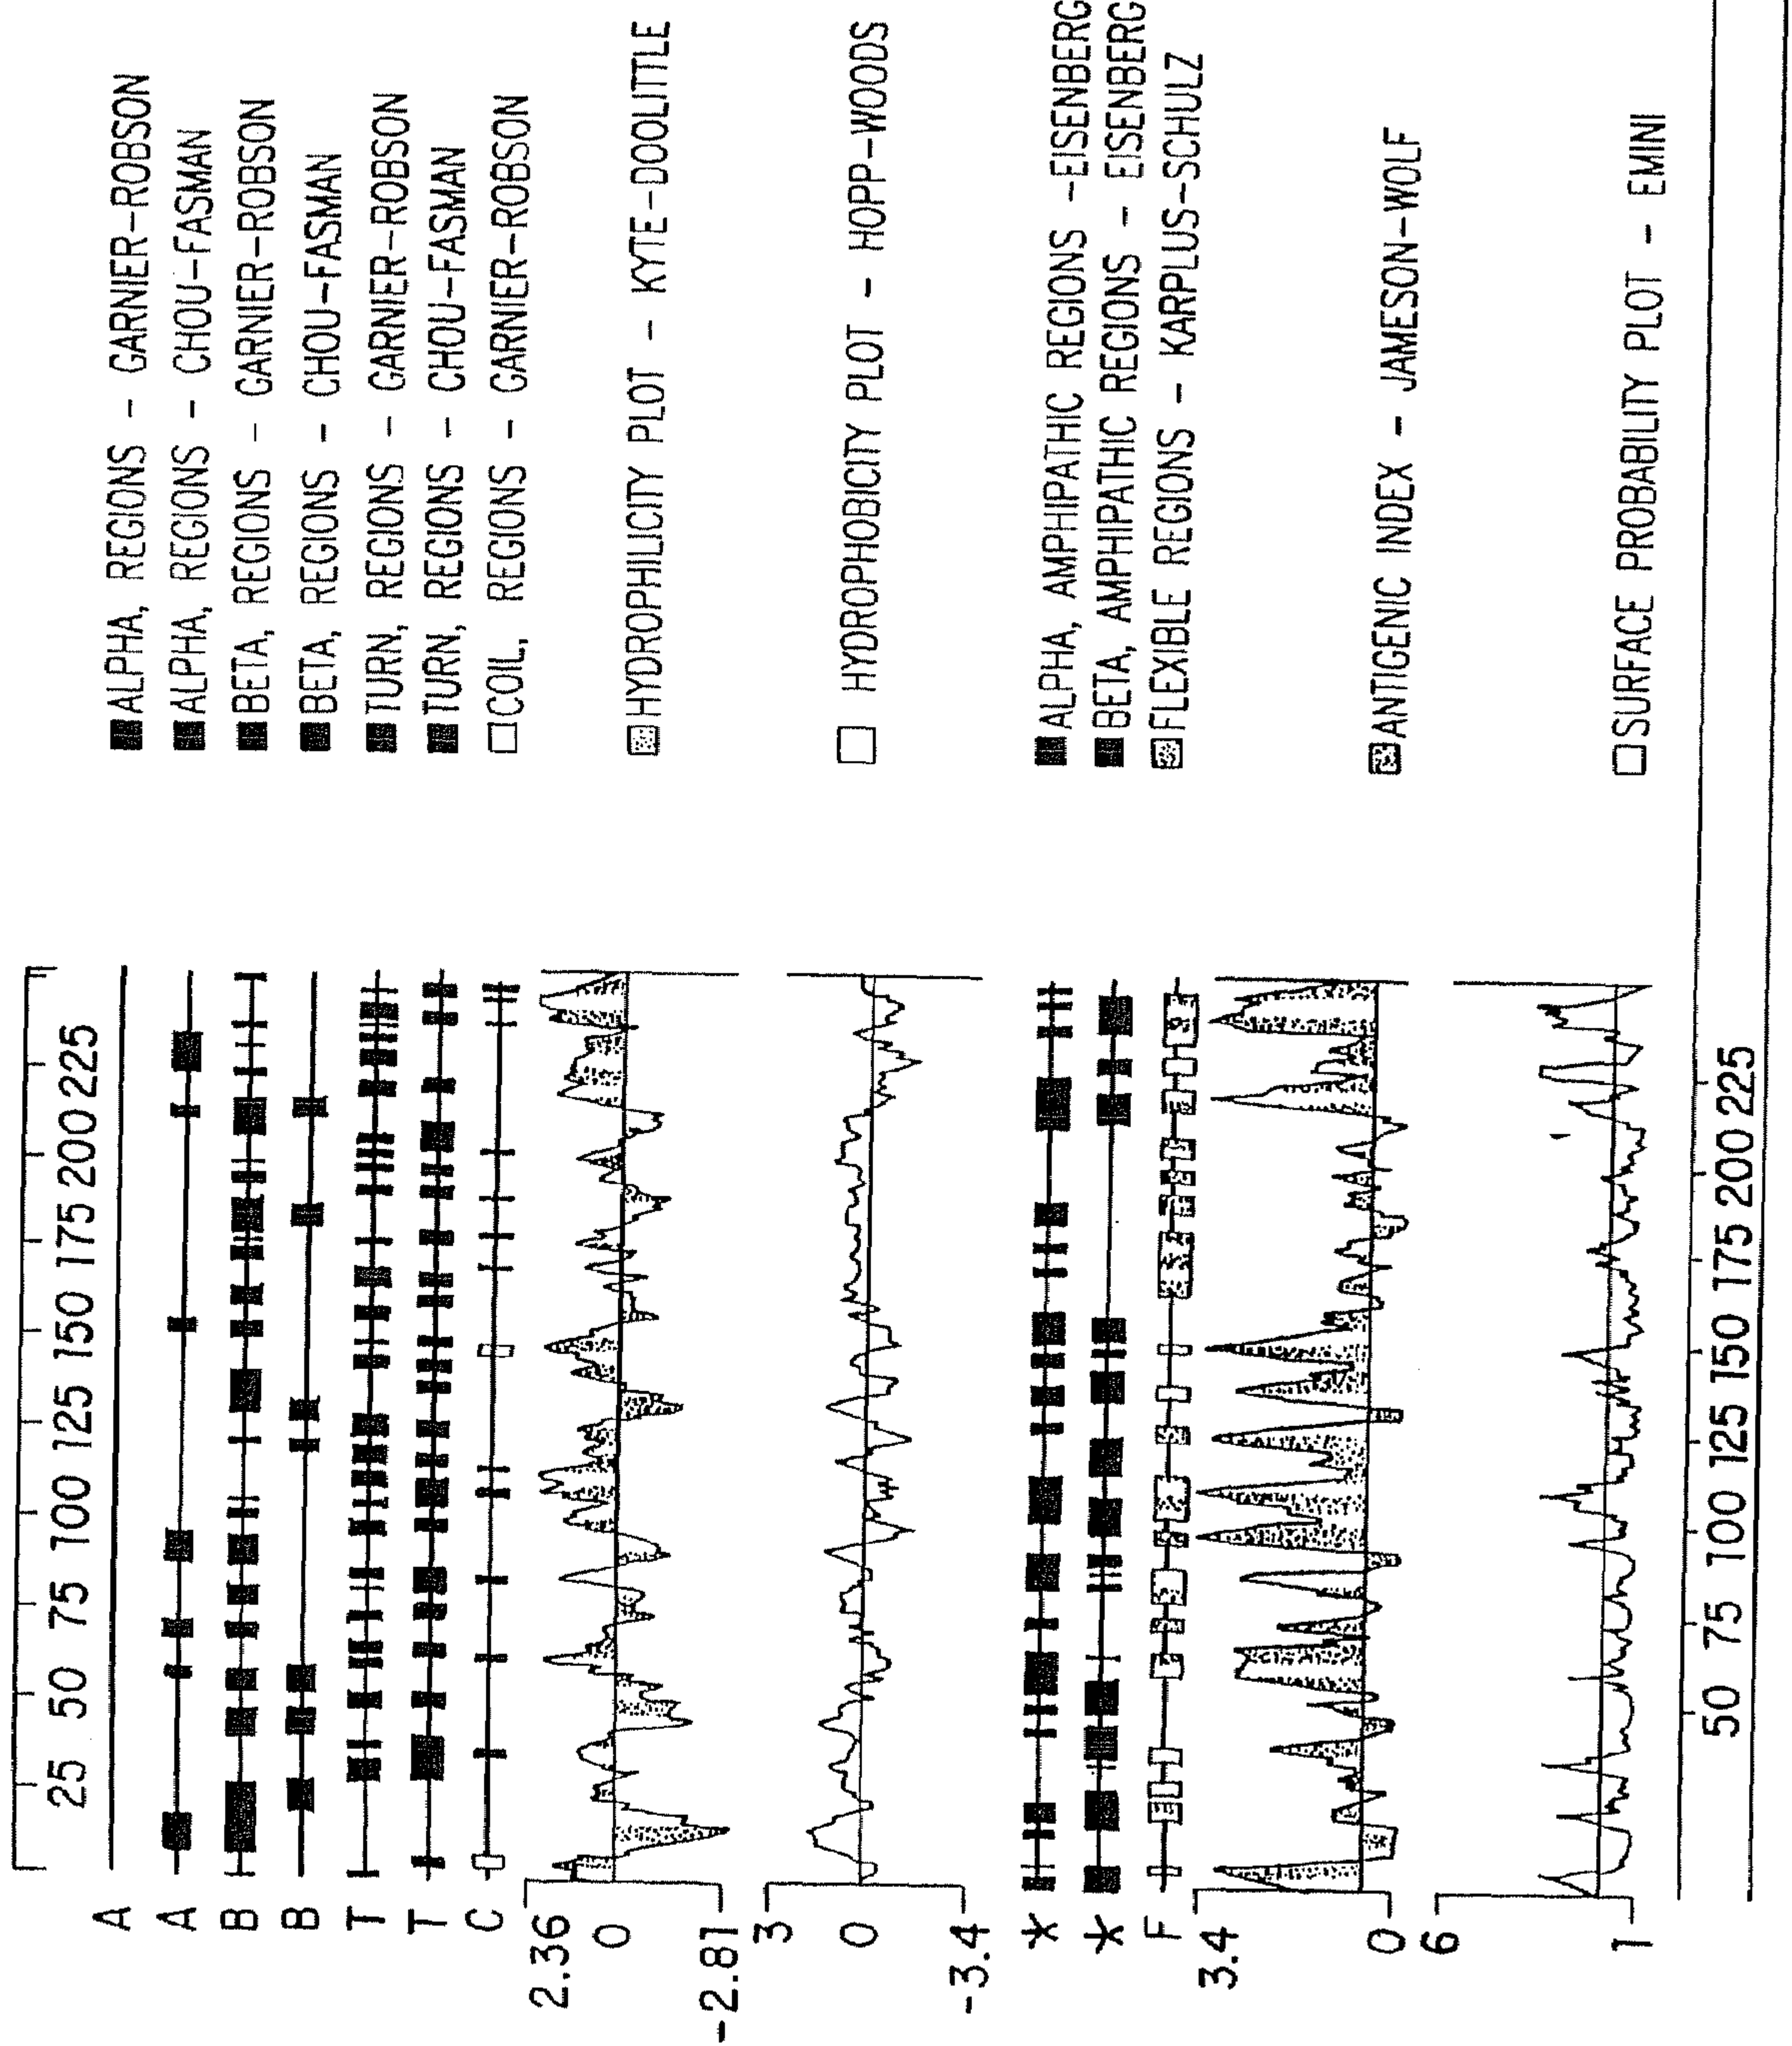 25 50 75 100 125 150 175 200 225
A ALPHA, REGIONS - GARNIER-ROBSON
A ALPHA, REGIONS - CHOU-FASMAN
B BETA, REGIONS - GARNIER-ROBSON
B BETA, REGIONS - CHOU-FASMAN
T TURN, REGIONS - GARNIER-ROBSON
T TURN, REGIONS - CHOU-FASMAN
C COIL, REGIONS - GARNIER-ROBSON
2.36
0 HYDROPHILICITY PLOT - KYTE-DOOLITTLE
-2.81
3
0 HYDROPHOBICITY PLOT - HOPP-WOODS
-3.4
* ALPHA, AMPHIPATHIC REGIONS -EISENBERG
* BETA, AMPHIPATHIC REGIONS - EISENBERG
F FLEXIBLE REGIONS - KARPLUS-SCHULZ
3.4
0 ANTIGENIC INDEX - JAMESON-WOLF
6
1 SURFACE PROBABILITY PLOT - EMINI
50 75 100 125 150 175 200 225